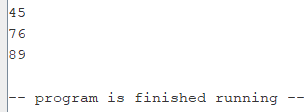 45
76
89
-- program is finished running --